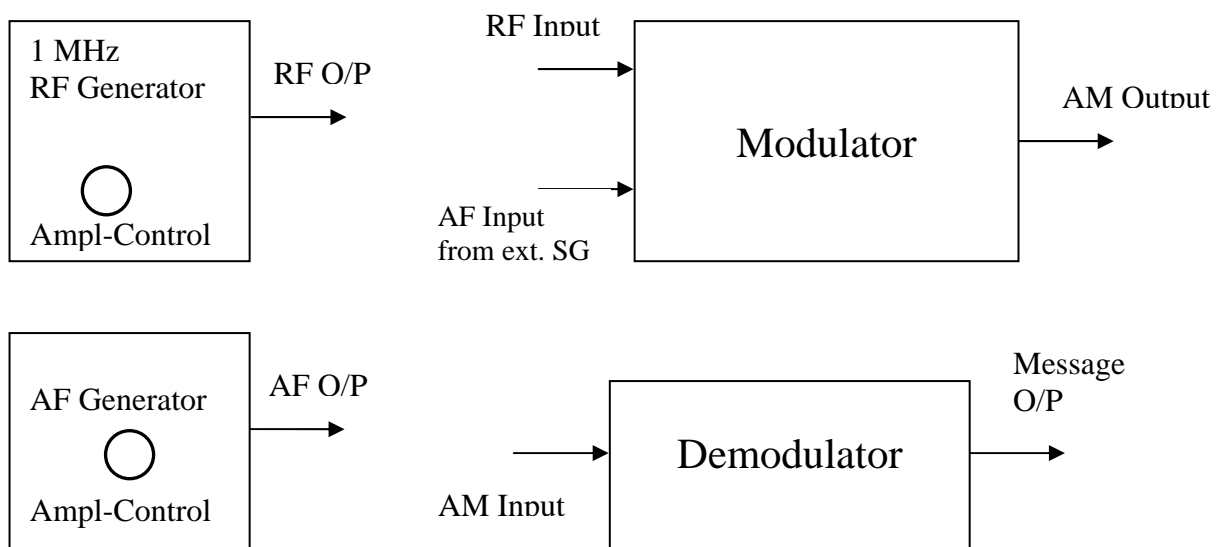 1 MHz
RF Generator
Ampl-Control
RF O/P
RF Input
AF Input
from ext. SG
Modulator
AM Output
AF Generator
Ampl-Control
AF O/P
AM Input
Demodulator
Message
O/P